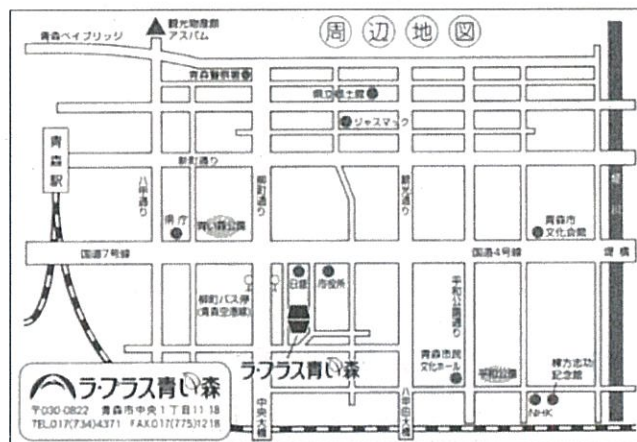 周辺地図
観光物産館
アスパム
青森ベイブリッジ
青森警察署
県立郷土館
ジャスマック
青森駅
新町通り
八甲通り
柳町通り
観光通り
堤川
県庁
青い森公園
青森市
文化会館
国道7号線
国道4号線
堤橋
柳町バス停
(青森空港線)
日銀
市役所
平和公園通り
ラ・プラス青い森
青森市民
文化ホール
平和公園
棟方志功
記念館
NHK
中央大橋
八甲田大橋
ラ・プラス青い森
〒030-0822 青森市中央1丁目11-18
TEL.017(734)4371 FAX.017(775)1218